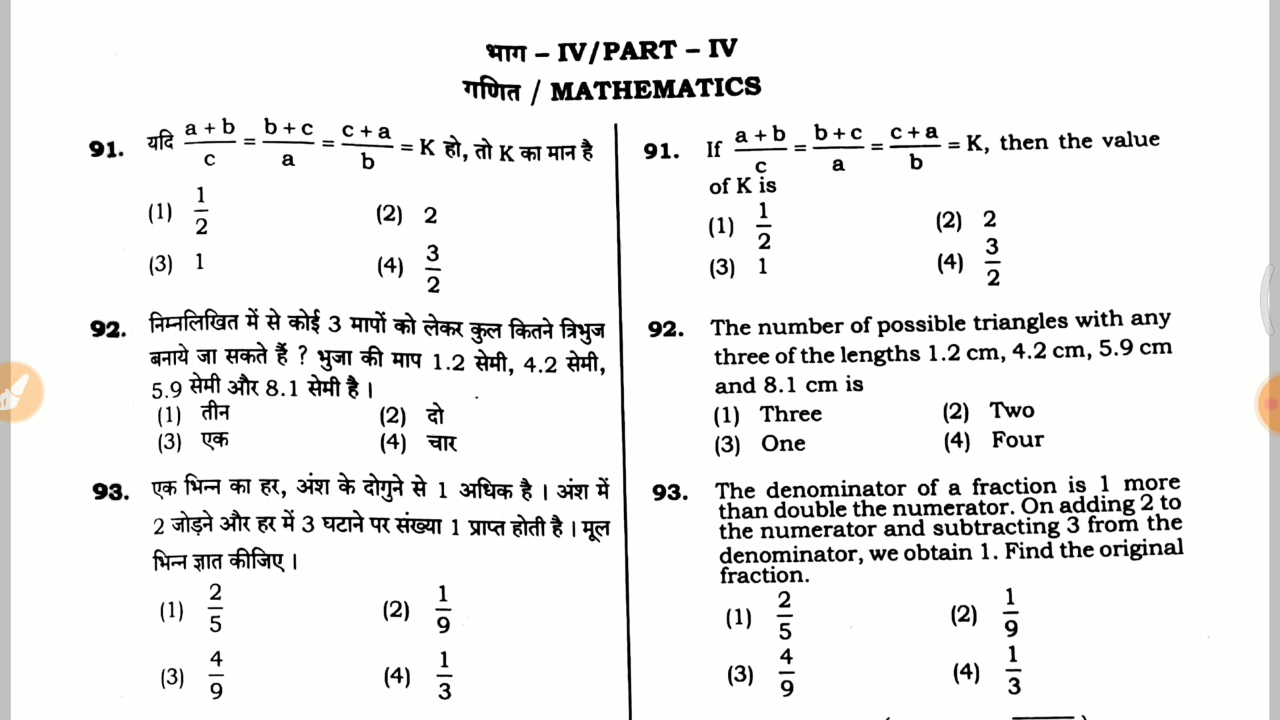 भाग – IV/PART – IV
गणित / MATHEMATICS
91. यदि (a + b)/c = (b + c)/a = (c + a)/b = K हो, तो K का मान है
(1) 1/2 (2) 2
(3) 1 (4) 3/2
92. निम्नलिखित में से कोई 3 मापों को लेकर कुल कितने त्रिभुज
बनाये जा सकते हैं ? भुजा की माप 1.2 सेमी, 4.2 सेमी,
5.9 सेमी और 8.1 सेमी है ।
(1) तीन (2) दो
(3) एक (4) चार
93. एक भिन्न का हर, अंश के दोगुने से 1 अधिक है । अंश में
2 जोड़ने और हर में 3 घटाने पर संख्या 1 प्राप्त होती है । मूल
भिन्न ज्ञात कीजिए ।
(1) 2/5 (2) 1/9
(3) 4/9 (4) 1/3
91. If (a + b)/c = (b + c)/a = (c + a)/b = K, then the value
of K is
(1) 1/2 (2) 2
(3) 1 (4) 3/2
92. The number of possible triangles with any
three of the lengths 1.2 cm, 4.2 cm, 5.9 cm
and 8.1 cm is
(1) Three (2) Two
(3) One (4) Four
93. The denominator of a fraction is 1 more
than double the numerator. On adding 2 to
the numerator and subtracting 3 from the
denominator, we obtain 1. Find the original
fraction.
(1) 2/5 (2) 1/9
(3) 4/9 (4) 1/3